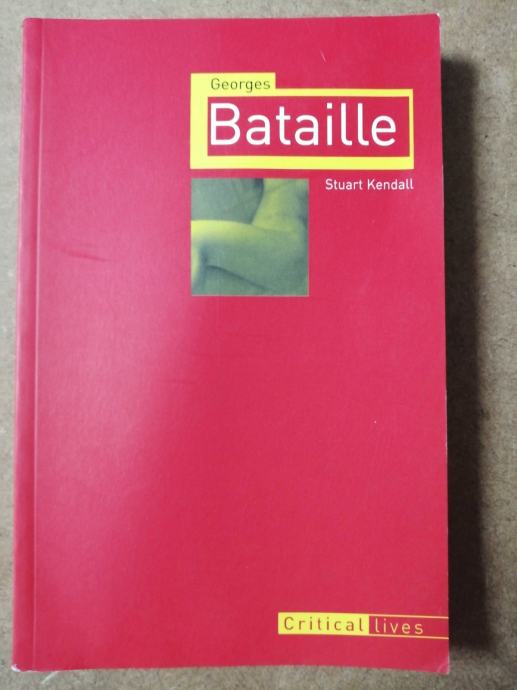 Georges
Bataille
Stuart Kendall
Critical lives